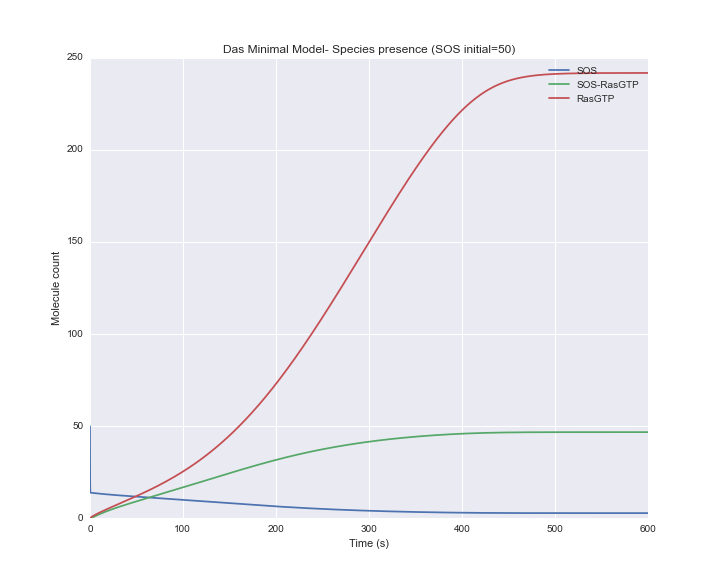 Das Minimal Model- Species presence (SOS initial=50)
250
200
150
100
50
0
Molecule count
SOS
SOS-RasGTP
RasGTP
0 100 200 300 400 500 600
Time (s)